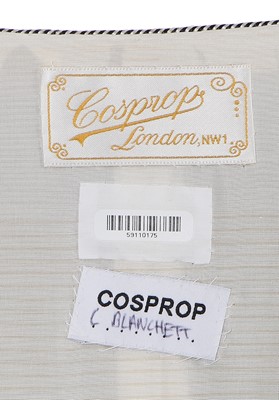 Cosprop
London, NW1
59110175
COSPROP
C BLANCHETT.